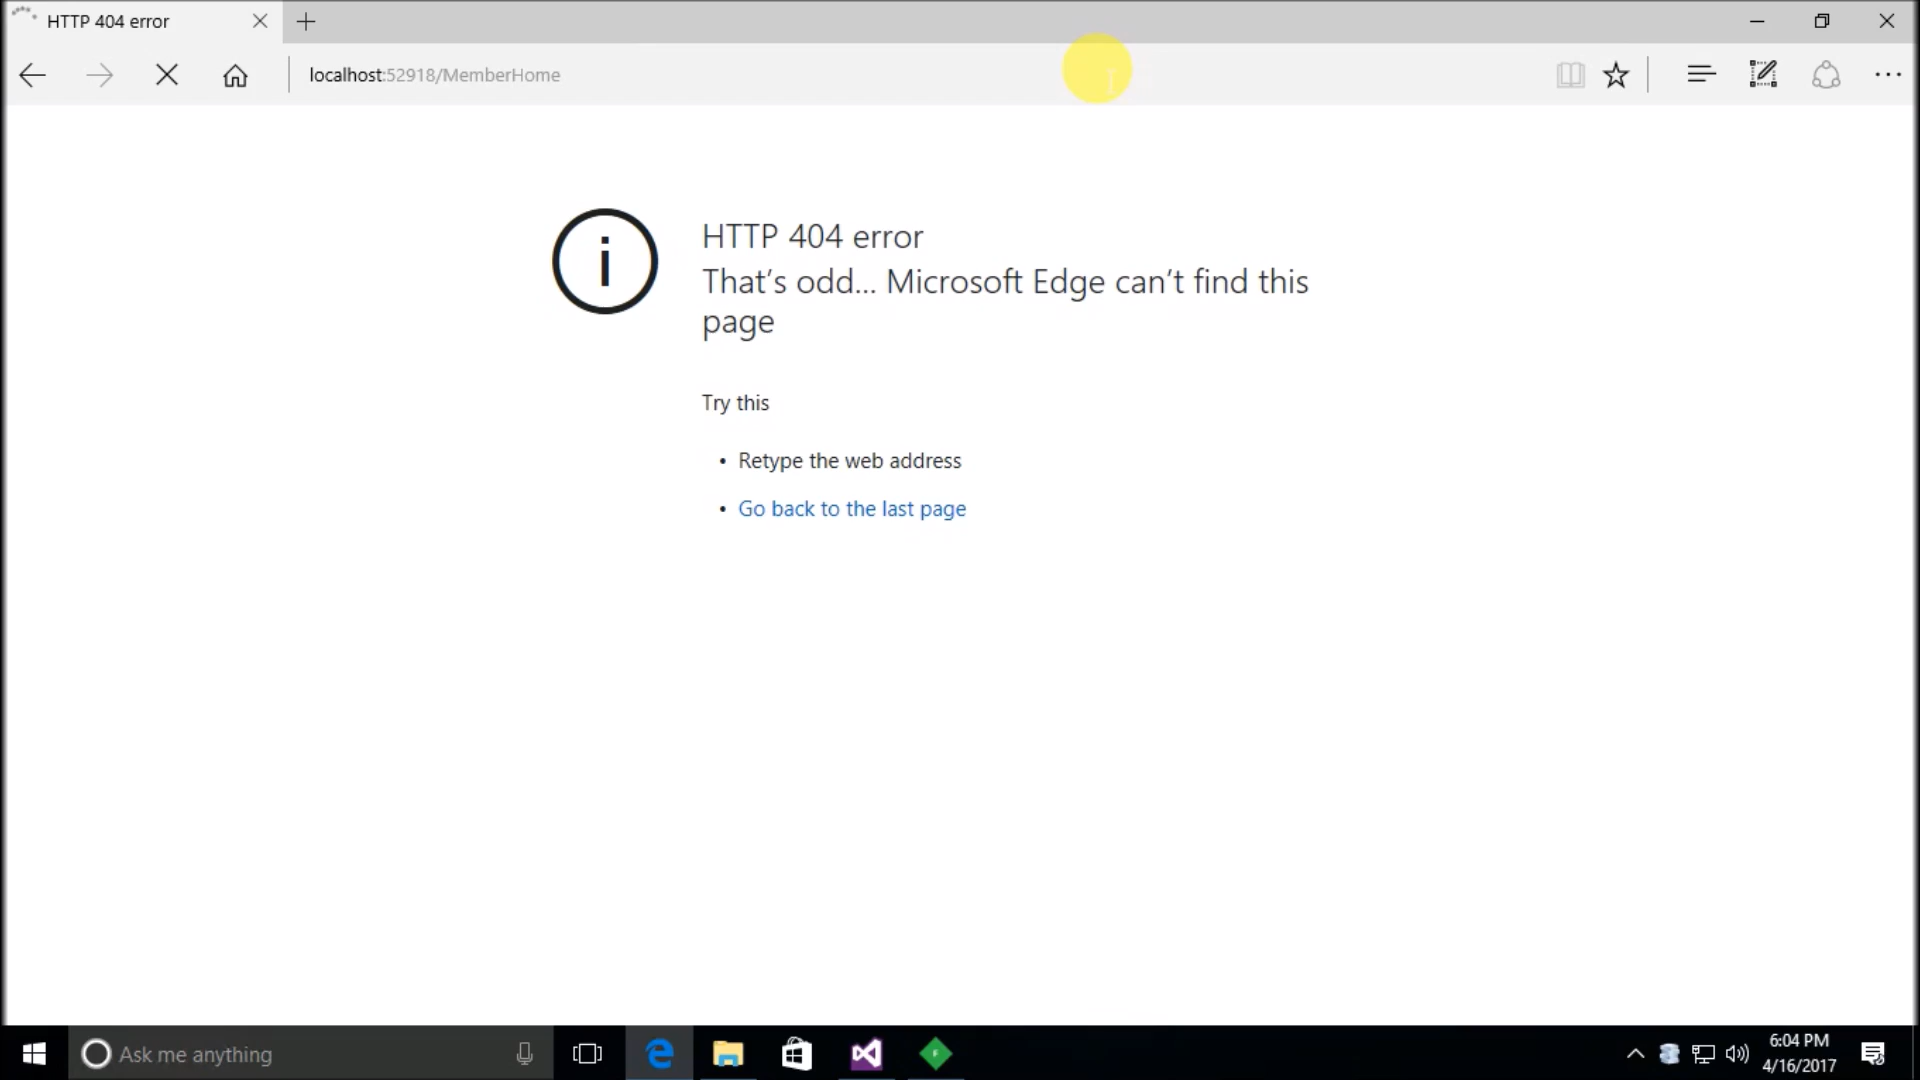 HTTP 404 error
localhost:52918/MemberHome
i
HTTP 404 error
That's odd... Microsoft Edge can't find this
page
Try this
• Retype the web address
• Go back to the last page
Ask me anything
6:04 PM
4/16/2017